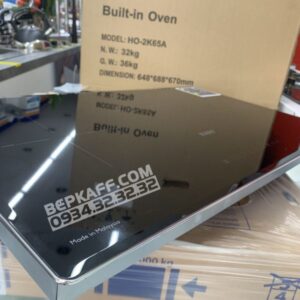 Built-in Oven
MODEL: HO-2K65A
N.W.: 32kg
G.W.: 36kg
DIMENSION: 648*688*670mm
BEPKAFF.COM
0934.32.32.32
Made in Malaysia